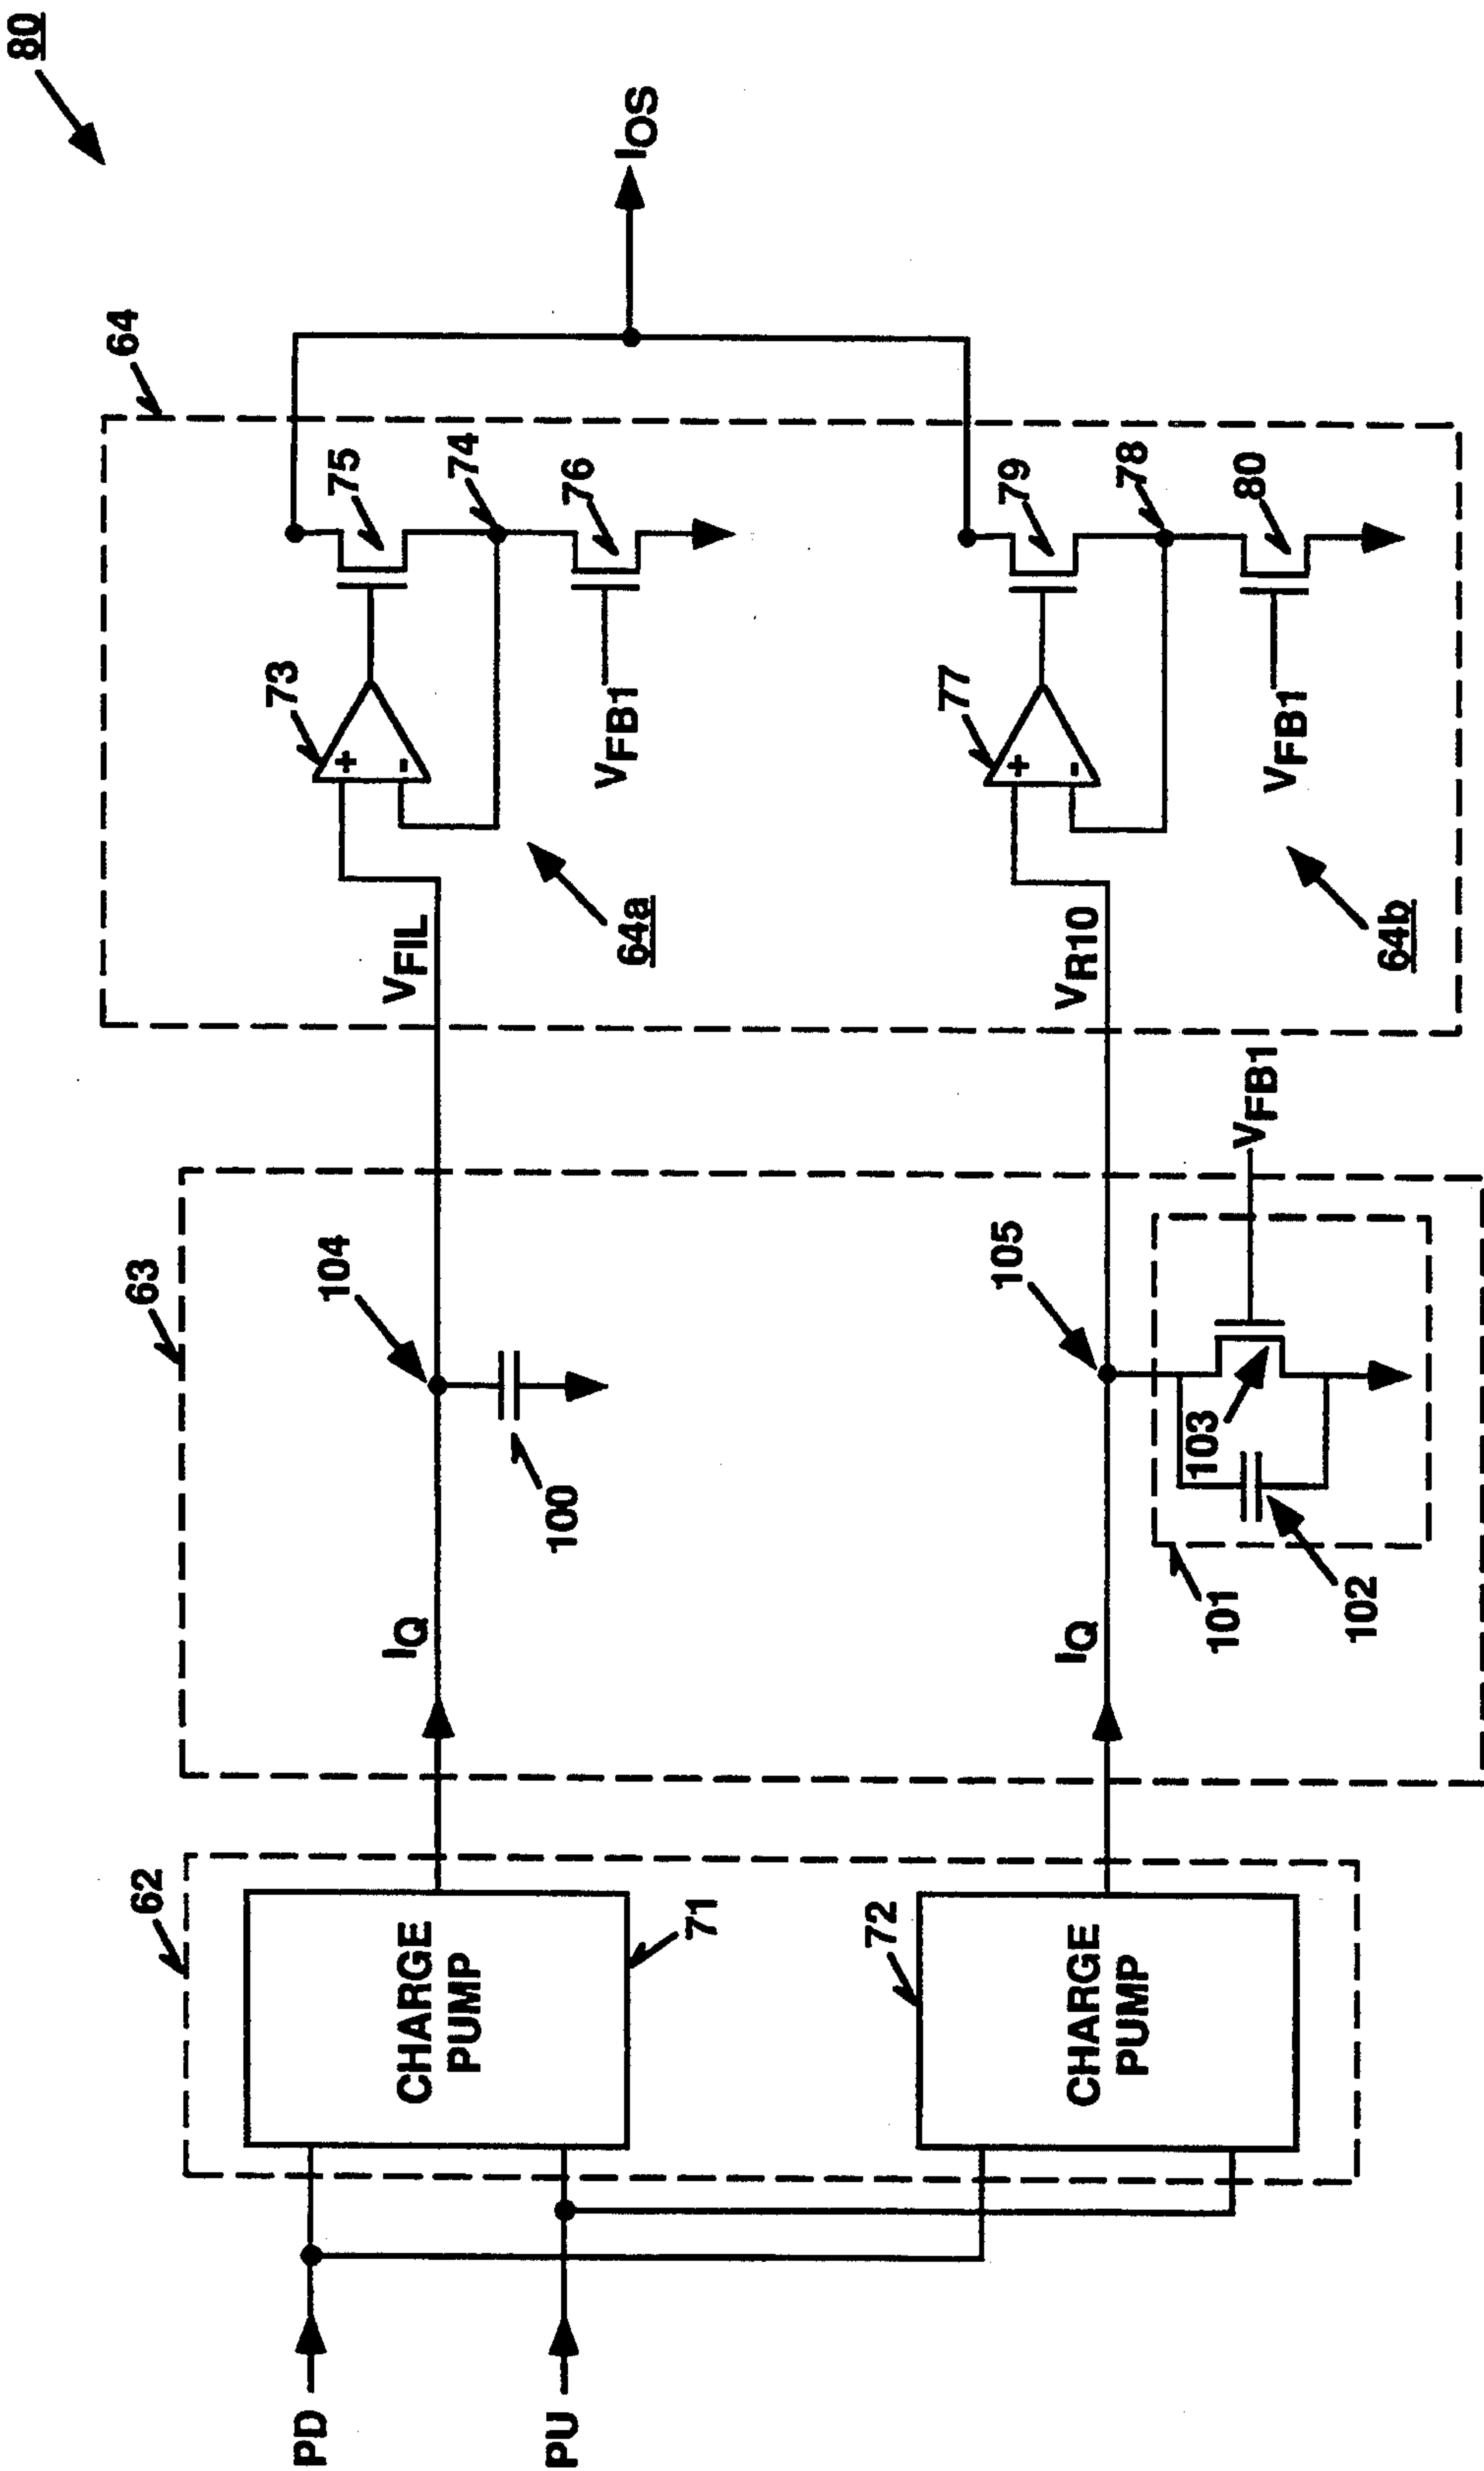 80
64
75
74
76
73
VFB1
64a
VFIL
IOS
79
78
80
77
VFB1
64b
VR10
63
104
100
IQ
105
VFB1
103
102
101
IQ
62
CHARGE
PUMP
71
72
CHARGE
PUMP
PD
PU
+
-
+
-